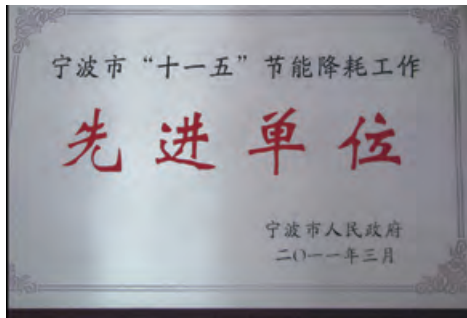 宁波市“十一五”节能降耗工作
先进单位
宁波市人民政府
二〇一一年三月